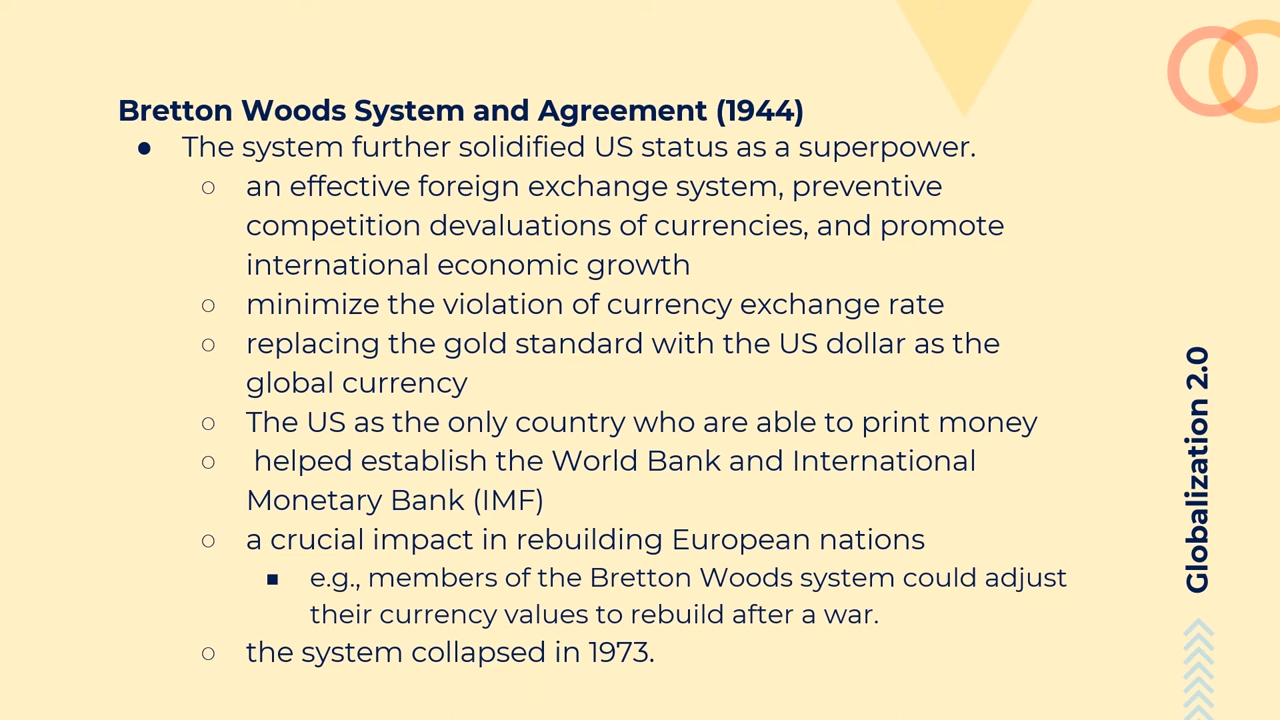 Bretton Woods System and Agreement (1944)
● The system further solidified US status as a superpower.
○ an effective foreign exchange system, preventive
competition devaluations of currencies, and promote
international economic growth
○ minimize the violation of currency exchange rate
○ replacing the gold standard with the US dollar as the
global currency
○ The US as the only country who are able to print money
○ helped establish the World Bank and International
Monetary Bank (IMF)
○ a crucial impact in rebuilding European nations
■ e.g., members of the Bretton Woods system could adjust
their currency values to rebuild after a war.
○ the system collapsed in 1973.
Globalization 2.0